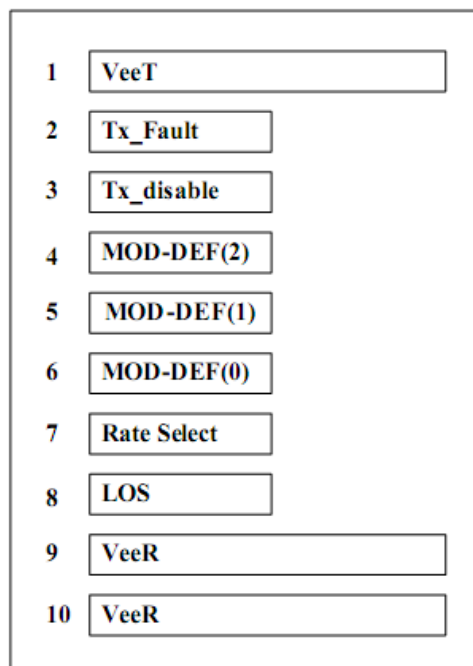 1 VeeT
2 Tx_Fault
3 Tx_disable
4 MOD-DEF(2)
5 MOD-DEF(1)
6 MOD-DEF(0)
7 Rate Select
8 LOS
9 VeeR
10 VeeR